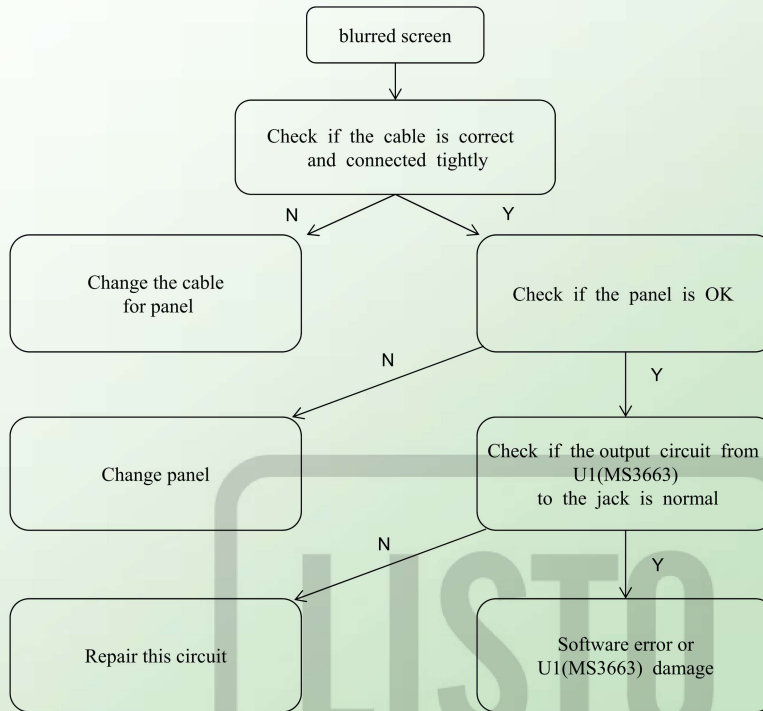 blurred screen
Check if the cable is correct
and connected tightly
N
Y
Change the cable
for panel
Check if the panel is OK
N
Y
Change panel
Check if the output circuit from
U1(MS3663)
to the jack is normal
N
Y
Repair this circuit
Software error or
U1(MS3663) damage
LISTO